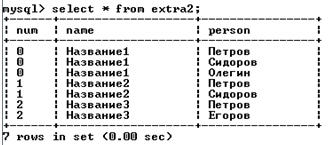 mysql> select * from extra2;
| num | name | person |
| 0 | Название1 | Петров |
| 0 | Название1 | Сидоров |
| 0 | Название1 | Олегин |
| 1 | Название2 | Петров |
| 1 | Название2 | Сидоров |
| 2 | Название3 | Петров |
| 2 | Название3 | Егоров |
7 rows in set (0.00 sec)